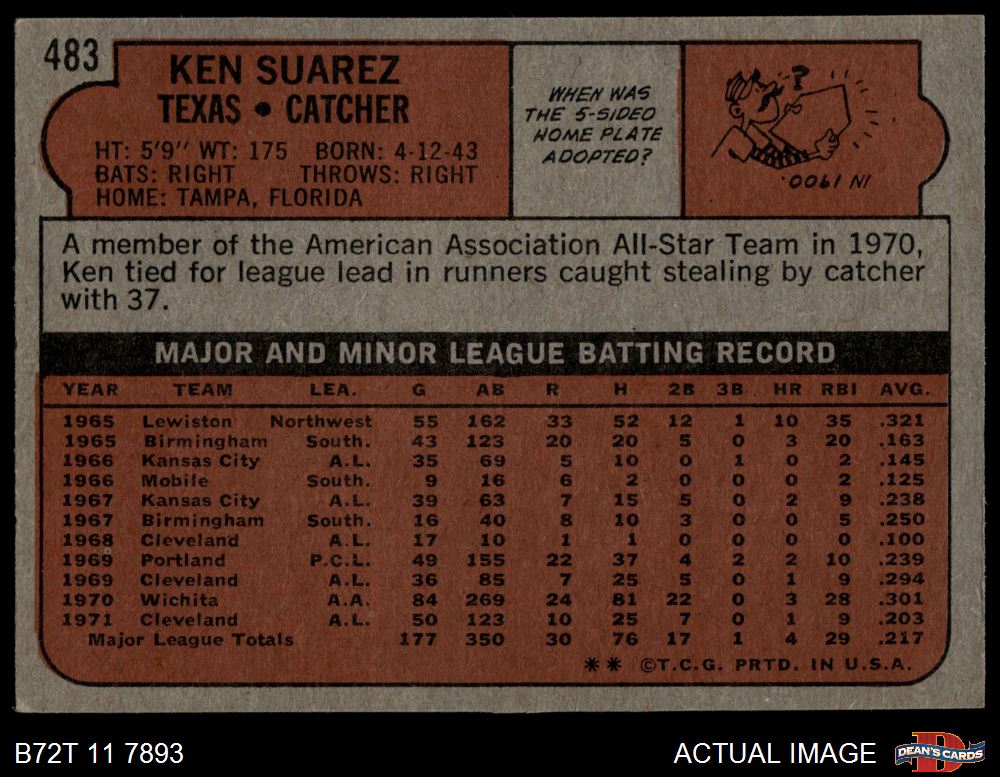 483
KEN SUAREZ
TEXAS • CATCHER
HT: 5'9" WT: 175 BORN: 4-12-43
BATS: RIGHT THROWS: RIGHT
HOME: TAMPA, FLORIDA
WHEN WAS
THE 5-SIDED
HOME PLATE
ADOPTED?
?
IN 1900.
A member of the American Association All-Star Team in 1970,
Ken tied for league lead in runners caught stealing by catcher
with 37.
MAJOR AND MINOR LEAGUE BATTING RECORD
YEAR TEAM LEA. G AB R H 2B 3B HR RBI AVG.
1965 Lewiston Northwest 55 162 33 52 12 1 10 35 .321
1965 Birmingham South. 43 123 20 20 5 0 3 20 .163
1966 Kansas City A.L. 35 69 5 10 0 1 0 2 .145
1966 Mobile South. 9 16 6 2 0 0 0 2 .125
1967 Kansas City A.L. 39 63 7 15 5 0 2 9 .238
1967 Birmingham South. 16 40 8 10 3 0 0 5 .250
1968 Cleveland A.L. 17 10 1 1 0 0 0 0 .100
1969 Portland P.C.L. 49 155 22 37 4 2 2 10 .239
1969 Cleveland A.L. 36 85 7 25 5 0 1 9 .294
1970 Wichita A.A. 84 269 24 81 22 0 3 28 .301
1971 Cleveland A.L. 50 123 10 25 7 0 1 9 .203
Major League Totals 177 350 30 76 17 1 4 29 .217
** ©T.C.G. PRTD. IN U.S.A.
B72T 11 7893
ACTUAL IMAGE
D
DEAN'S CARDS